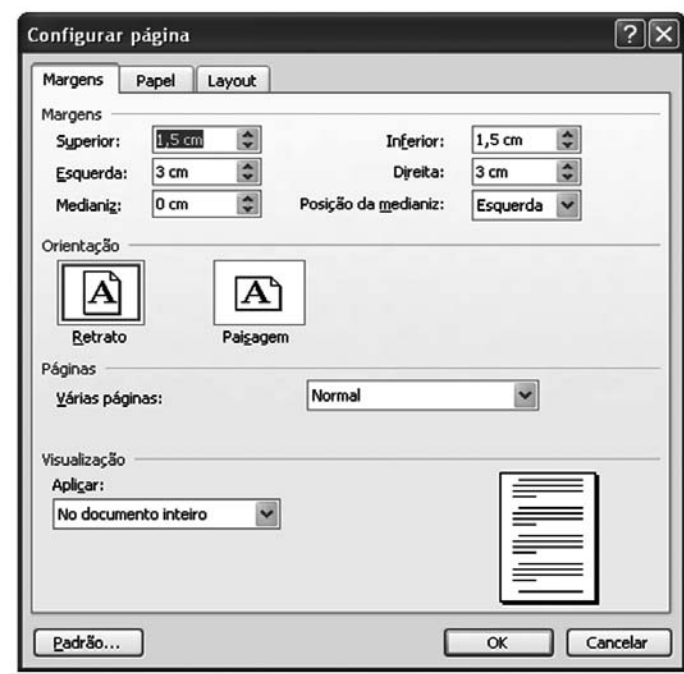 Configurar página
Margens Papel Layout
Margens
Superior: 1,5 cm Inferior: 1,5 cm
Esquerda: 3 cm Direita: 3 cm
Medianiz: 0 cm Posição da medianiz: Esquerda
Orientação
A A
Retrato Paisagem
Páginas
Várias páginas: Normal
Visualização
Aplicar:
No documento inteiro
Padrão... OK Cancelar